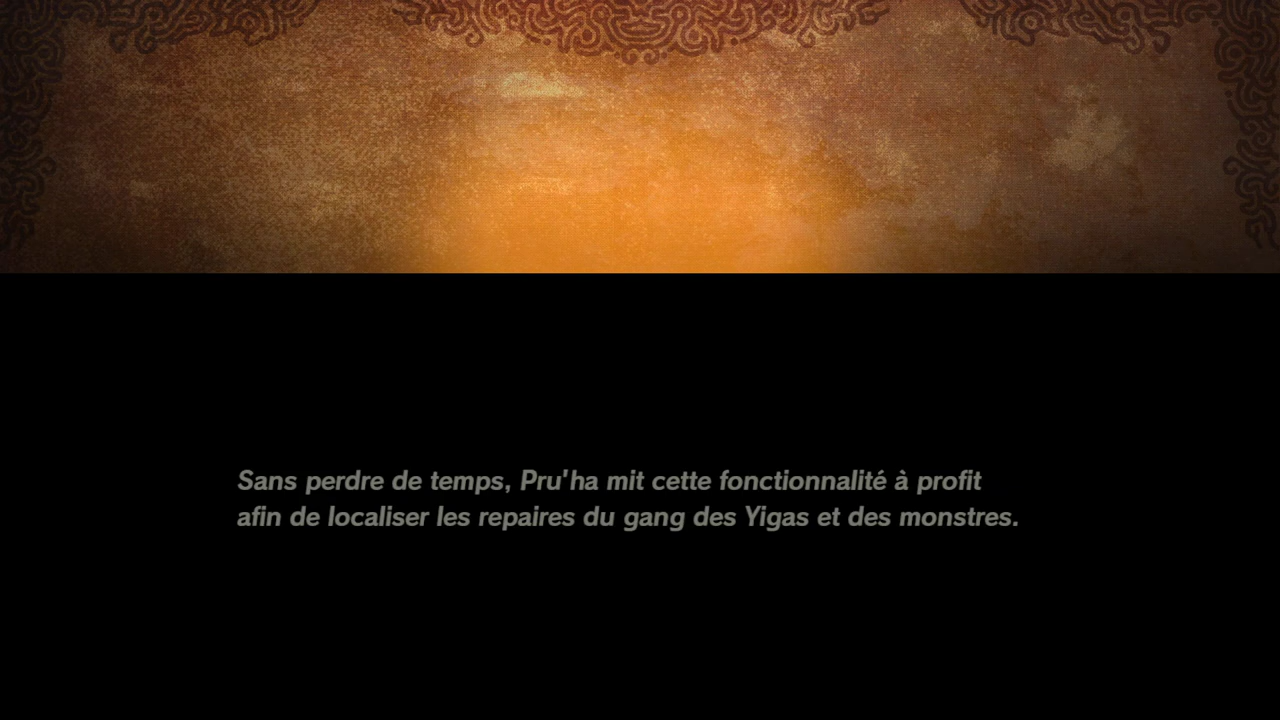 Sans perdre de temps, Pru'ha mit cette fonctionnalité à profit
afin de localiser les repaires du gang des Yigas et des monstres.